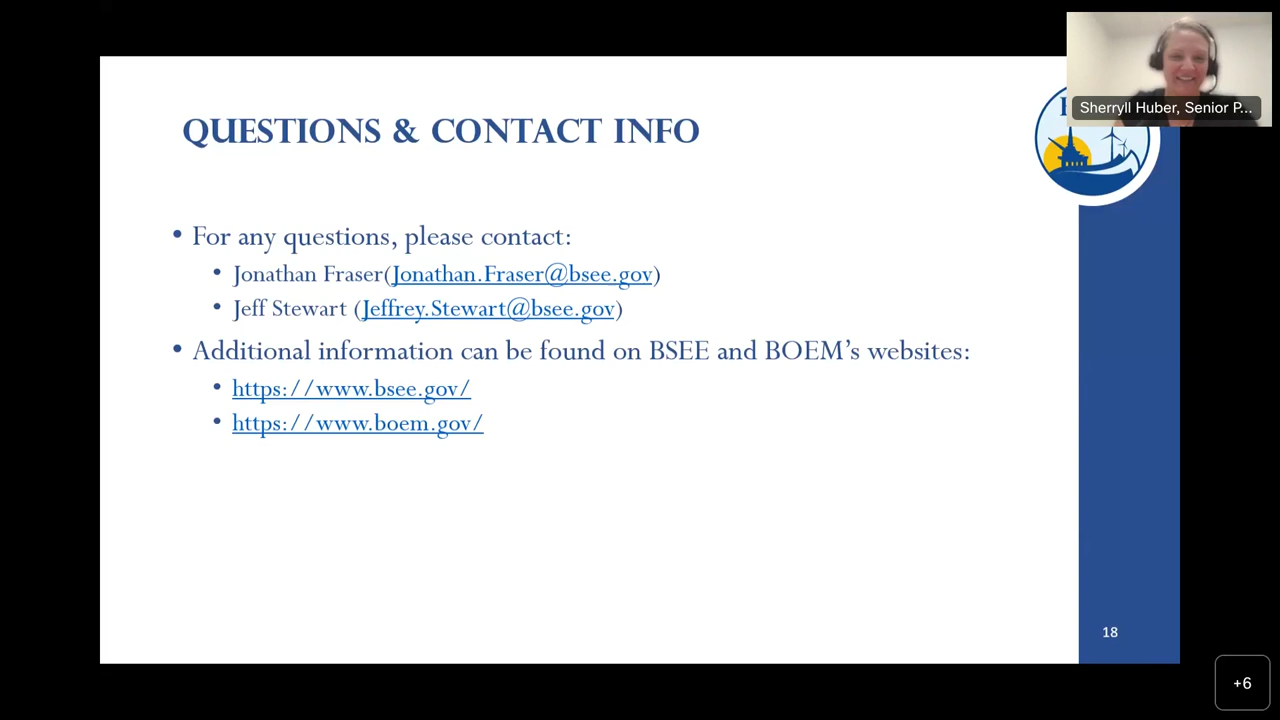 Sherryll Huber, Senior P...
QUESTIONS & CONTACT INFO
• For any questions, please contact:
• Jonathan Fraser(Jonathan.Fraser@bsee.gov)
• Jeff Stewart (Jeffrey.Stewart@bsee.gov)
• Additional information can be found on BSEE and BOEM’s websites:
• https://www.bsee.gov/
• https://www.boem.gov/
18
+6